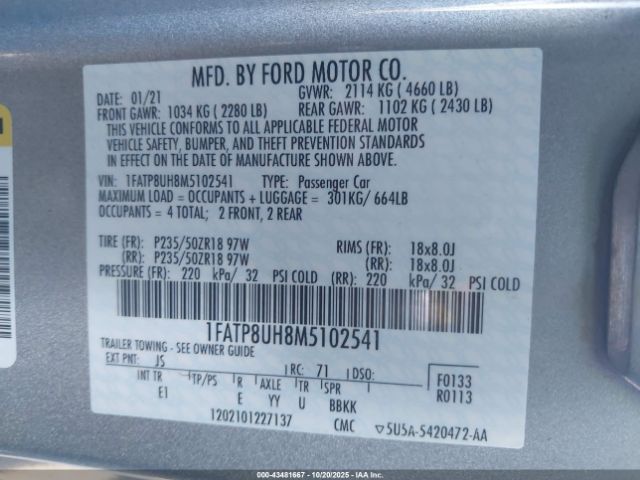 MFD. BY FORD MOTOR CO.
DATE: 01/21 GVWR: 2114 KG ( 4660 LB)
FRONT GAWR: 1034 KG ( 2280 LB) REAR GAWR: 1102 KG ( 2430 LB)
THIS VEHICLE CONFORMS TO ALL APPLICABLE FEDERAL MOTOR
VEHICLE SAFETY, BUMPER, AND THEFT PREVENTION STANDARDS
IN EFFECT ON THE DATE OF MANUFACTURE SHOWN ABOVE.
VIN: 1FATP8UH8M5102541 TYPE: Passenger Car
MAXIMUM LOAD = OCCUPANTS + LUGGAGE = 301KG/ 664LB
OCCUPANTS = 4 TOTAL; 2 FRONT, 2 REAR
TIRE (FR): P235/50ZR18 97W RIMS (FR): 18x8.0J
(RR): P235/50ZR18 97W (RR): 18x8.0J
PRESSURE (FR): 220 kPa/ 32 PSI COLD (RR): 220 kPa/ 32 PSI COLD
1FATP8UH8M5102541
TRAILER TOWING - SEE OWNER GUIDE
EXT PNT: JS RC: 71 DSO: F0133
INT TR TP/PS R AXLE TR SPR R0113
E1 E YY U BBKK
1202101227137 CMC ▽5U5A-5420472-AA
000-43481667 - 10/20/2025 - IAAI.COM